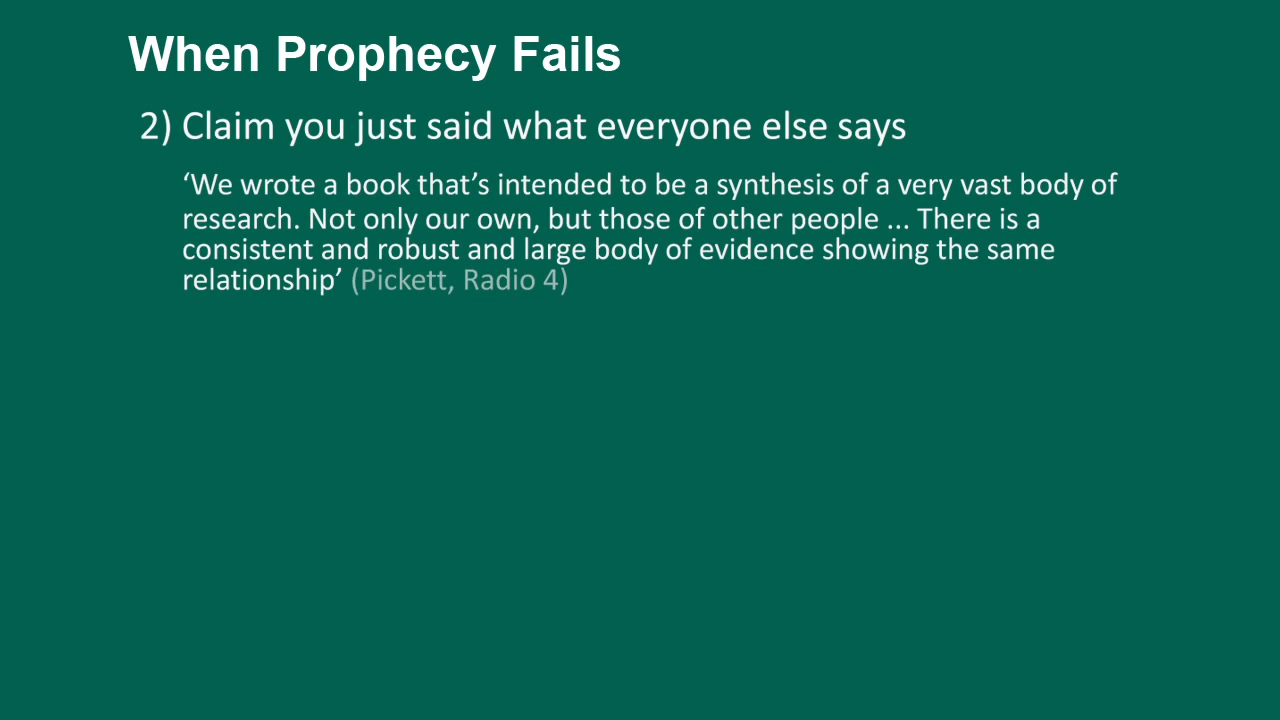 When Prophecy Fails
2) Claim you just said what everyone else says
‘We wrote a book that’s intended to be a synthesis of a very vast body of
research. Not only our own, but those of other people ... There is a
consistent and robust and large body of evidence showing the same
relationship’ (Pickett, Radio 4)